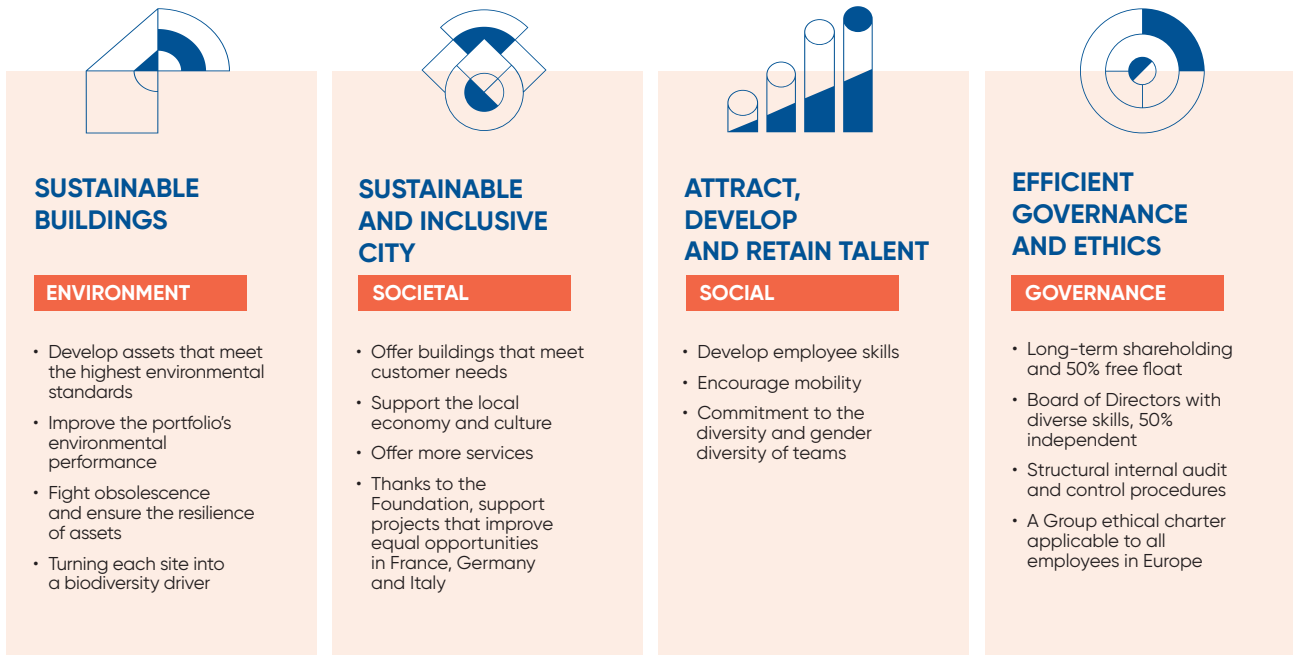 SUSTAINABLE
BUILDINGS
ENVIRONMENT
• Develop assets that meet
the highest environmental
standards
• Improve the portfolio's
environmental
performance
• Fight obsolescence
and ensure the resilience
of assets
• Turning each site into
a biodiversity driver
SUSTAINABLE
AND INCLUSIVE
CITY
SOCIETAL
• Offer buildings that meet
customer needs
• Support the local
economy and culture
• Offer more services
• Thanks to the
Foundation, support
projects that improve
equal opportunities
in France, Germany
and Italy
ATTRACT,
DEVELOP
AND RETAIN TALENT
SOCIAL
• Develop employee skills
• Encourage mobility
• Commitment to the
diversity and gender
diversity of teams
EFFICIENT
GOVERNANCE
AND ETHICS
GOVERNANCE
• Long-term shareholding
and 50% free float
• Board of Directors with
diverse skills, 50%
independent
• Structural internal audit
and control procedures
• A Group ethical charter
applicable to all
employees in Europe